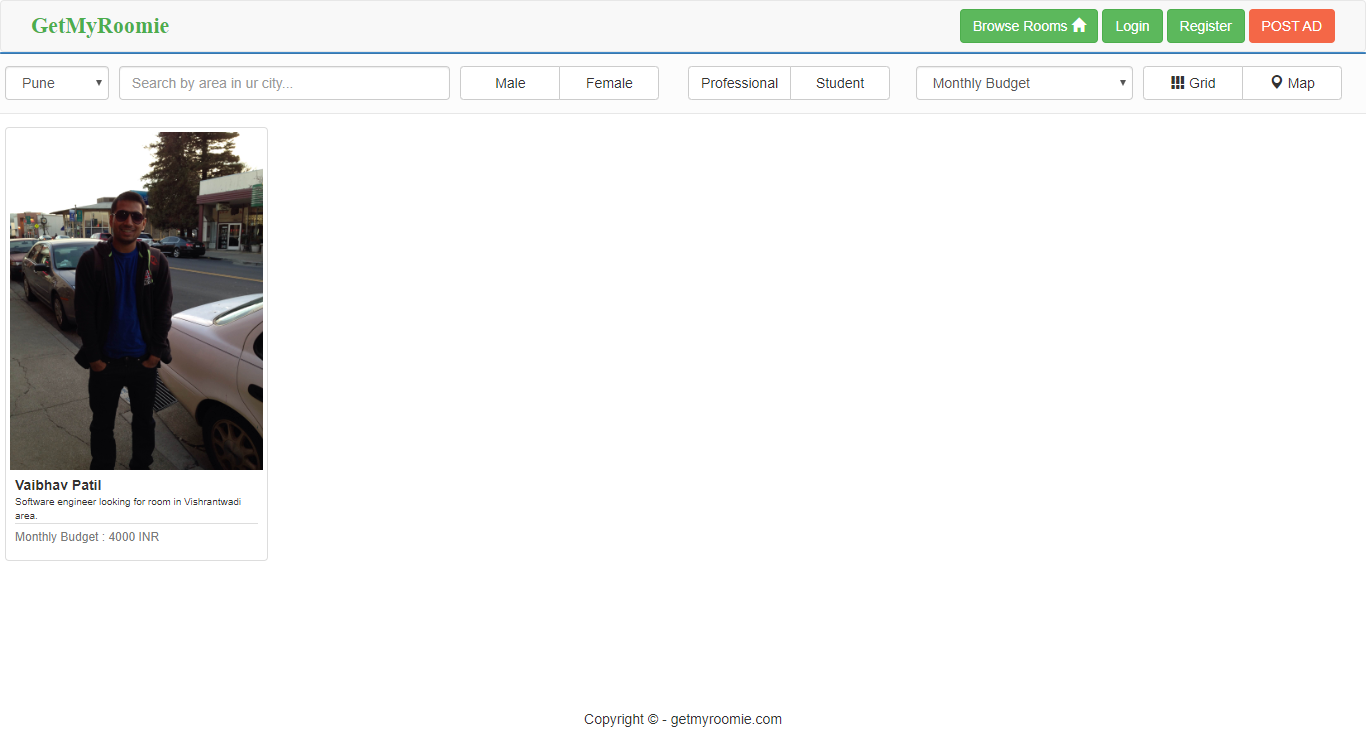 GetMyRoomie
Browse Rooms
Login
Register
POST AD
Pune
Search by area in ur city...
Male
Female
Professional
Student
Monthly Budget
Grid
Map
Vaibhav Patil
Software engineer looking for room in Vishrantwadi
area.
Monthly Budget : 4000 INR
Copyright © - getmyroomie.com